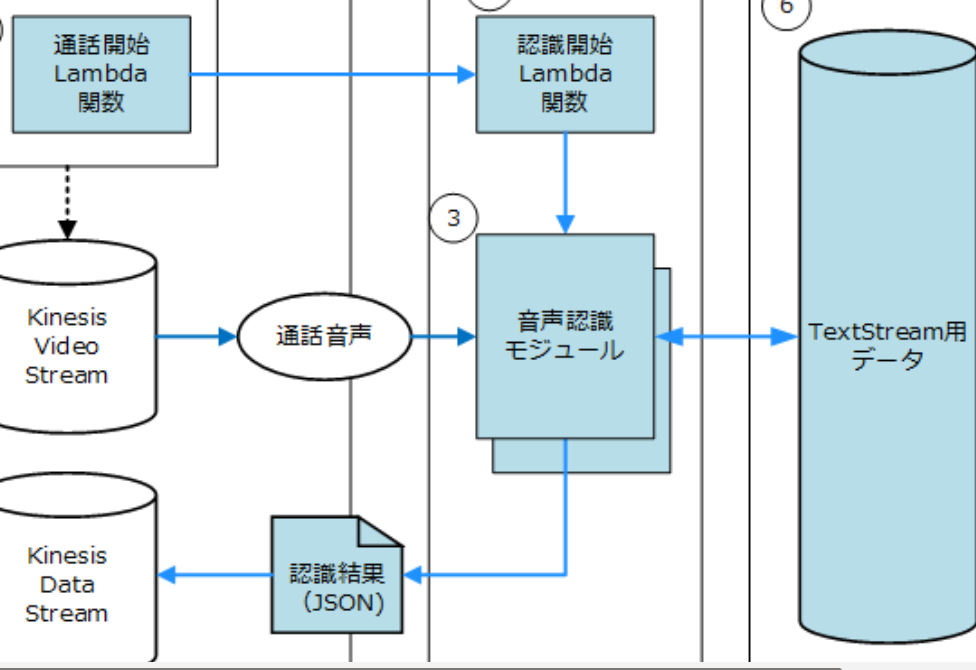 6
通話開始
Lambda
関数
認識開始
Lambda
関数
3
Kinesis
Video
Stream
通話音声
音声認識
モジュール
TextStream用
データ
Kinesis
Data
Stream
認識結果
（JSON)